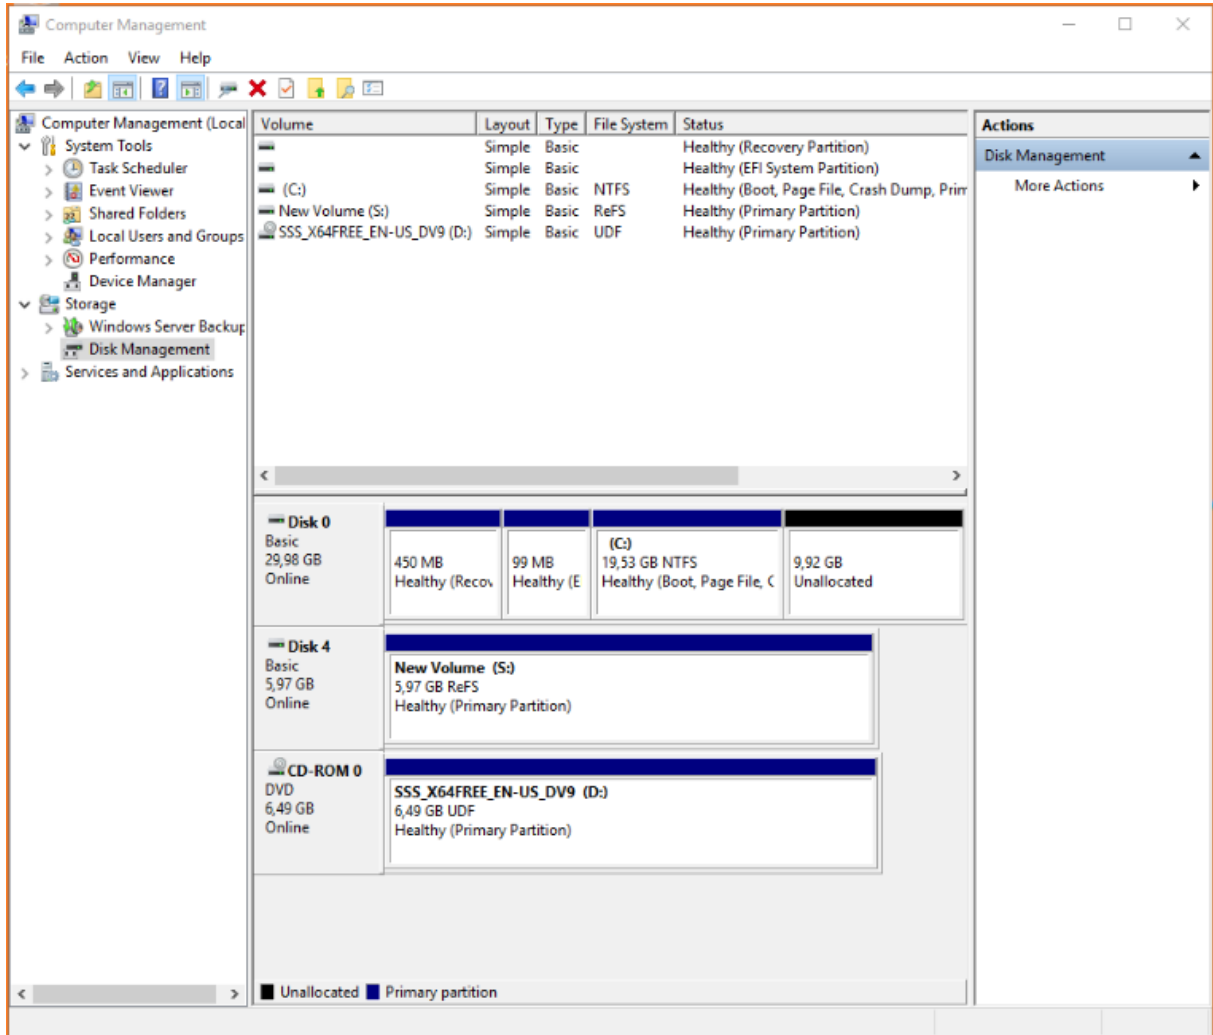 Computer Management
File Action View Help
Computer Management (Local
System Tools
Task Scheduler
Event Viewer
Shared Folders
Local Users and Groups
Performance
Device Manager
Storage
Windows Server Backup
Disk Management
Services and Applications
Volume Layout Type File System Status
Simple Basic Healthy (Recovery Partition)
Simple Basic Healthy (EFI System Partition)
(C:) Simple Basic NTFS Healthy (Boot, Page File, Crash Dump, Prim
New Volume (S:) Simple Basic ReFS Healthy (Primary Partition)
SSS_X64FREE_EN-US_DV9 (D:) Simple Basic UDF Healthy (Primary Partition)
Disk 0
Basic
29,98 GB
Online
450 MB
Healthy (Recov
99 MB
Healthy (E
(C:)
19,53 GB NTFS
Healthy (Boot, Page File, C
9,92 GB
Unallocated
Disk 4
Basic
5,97 GB
Online
New Volume (S:)
5,97 GB ReFS
Healthy (Primary Partition)
CD-ROM 0
DVD
6,49 GB
Online
SSS_X64FREE_EN-US_DV9 (D:)
6,49 GB UDF
Healthy (Primary Partition)
Unallocated Primary partition
Actions
Disk Management
More Actions